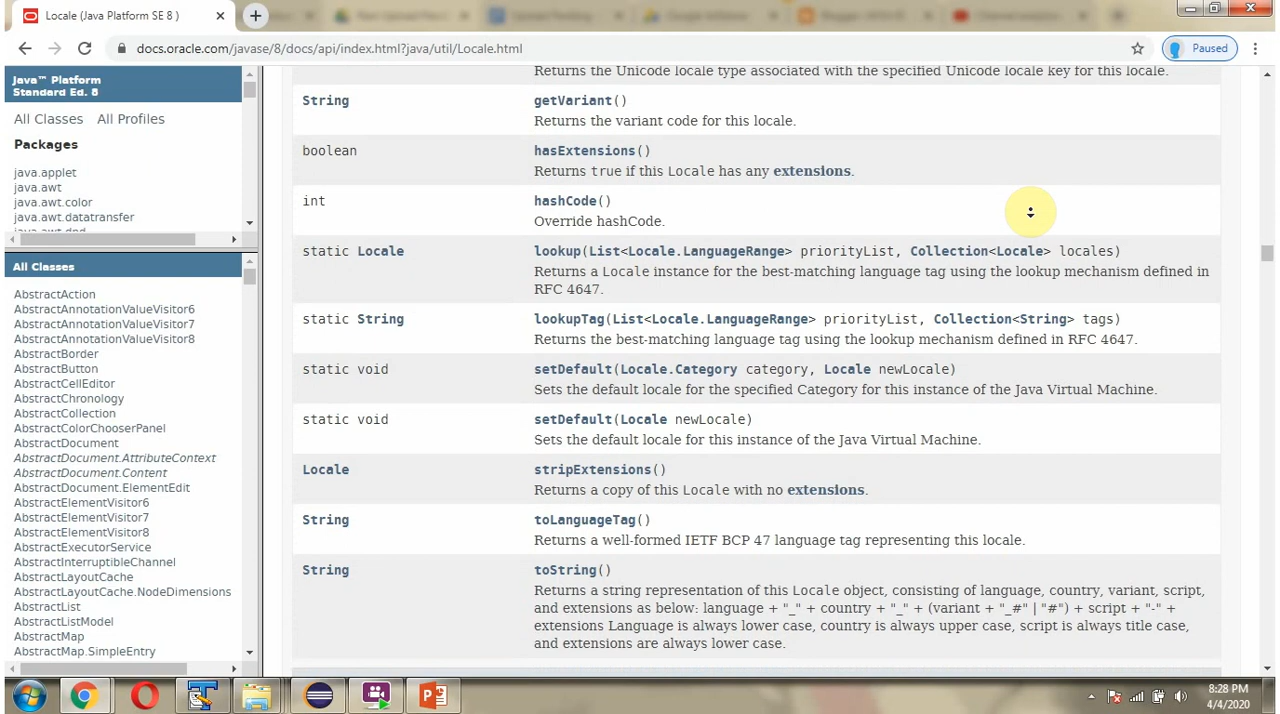 Locale (Java Platform SE 8 )
docs.oracle.com/javase/8/docs/api/index.html?java/util/Locale.html
Paused
Java™ Platform
Standard Ed. 8
All Classes All Profiles
Packages
java.applet
java.awt
java.awt.color
java.awt.datatransfer
java.awt.dnd
All Classes
AbstractAction
AbstractAnnotationValueVisitor6
AbstractAnnotationValueVisitor7
AbstractAnnotationValueVisitor8
AbstractBorder
AbstractButton
AbstractCellEditor
AbstractChronology
AbstractCollection
AbstractColorChooserPanel
AbstractDocument
AbstractDocument.AttributeContext
AbstractDocument.Content
AbstractDocument.ElementEdit
AbstractElementVisitor6
AbstractElementVisitor7
AbstractElementVisitor8
AbstractExecutorService
AbstractInterruptibleChannel
AbstractLayoutCache
AbstractLayoutCache.NodeDimensions
AbstractList
AbstractListModel
AbstractMap
AbstractMap.SimpleEntry
Returns the Unicode locale type associated with the specified Unicode locale key for this locale.
String getVariant()
Returns the variant code for this locale.
boolean hasExtensions()
Returns true if this Locale has any extensions.
int hashCode()
Override hashCode.
static Locale lookup(List<Locale.LanguageRange> priorityList, Collection<Locale> locales)
Returns a Locale instance for the best-matching language tag using the lookup mechanism defined in
RFC 4647.
static String lookupTag(List<Locale.LanguageRange> priorityList, Collection<String> tags)
Returns the best-matching language tag using the lookup mechanism defined in RFC 4647.
static void setDefault(Locale.Category category, Locale newLocale)
Sets the default locale for the specified Category for this instance of the Java Virtual Machine.
static void setDefault(Locale newLocale)
Sets the default locale for this instance of the Java Virtual Machine.
Locale stripExtensions()
Returns a copy of this Locale with no extensions.
String toLanguageTag()
Returns a well-formed IETF BCP 47 language tag representing this locale.
String toString()
Returns a string representation of this Locale object, consisting of language, country, variant, script,
and extensions as below: language + "_" + country + "_" + (variant + "_#" | "#") + script + "-" +
extensions Language is always lower case, country is always upper case, script is always title case,
and extensions are always lower case.
8:28 PM
4/4/2020